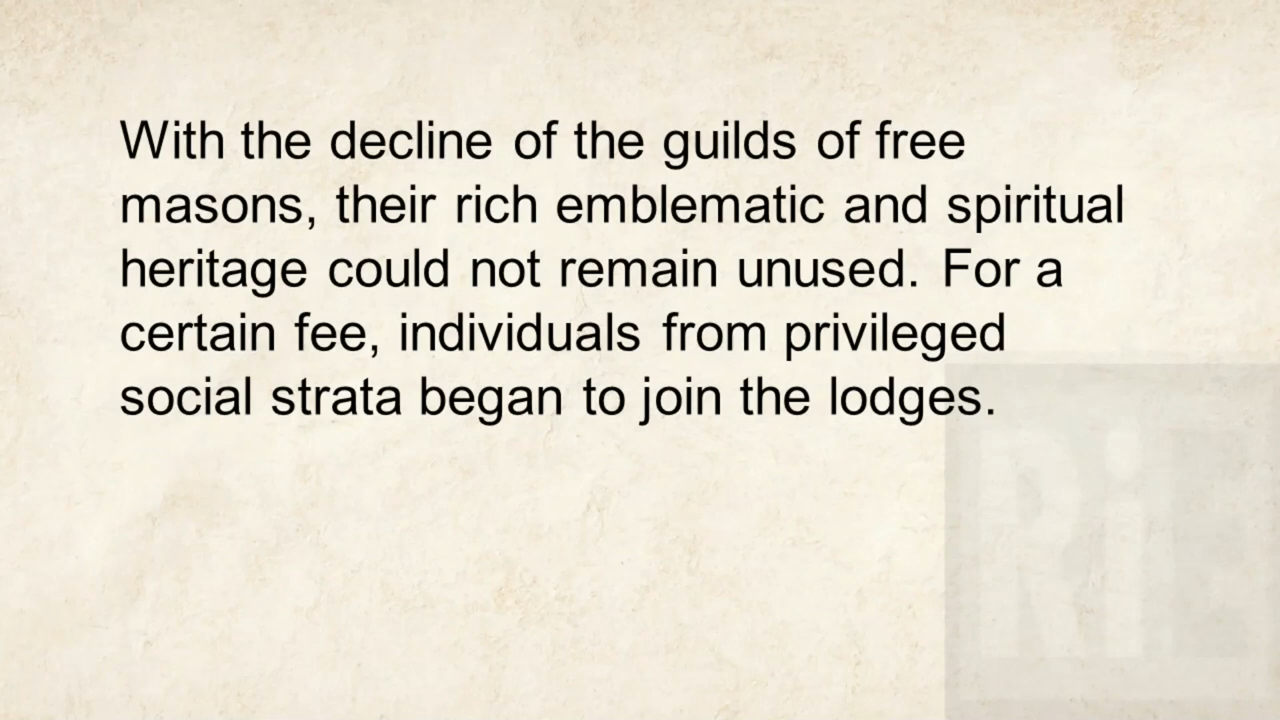 With the decline of the guilds of free
masons, their rich emblematic and spiritual
heritage could not remain unused. For a
certain fee, individuals from privileged
social strata began to join the lodges.
RiE